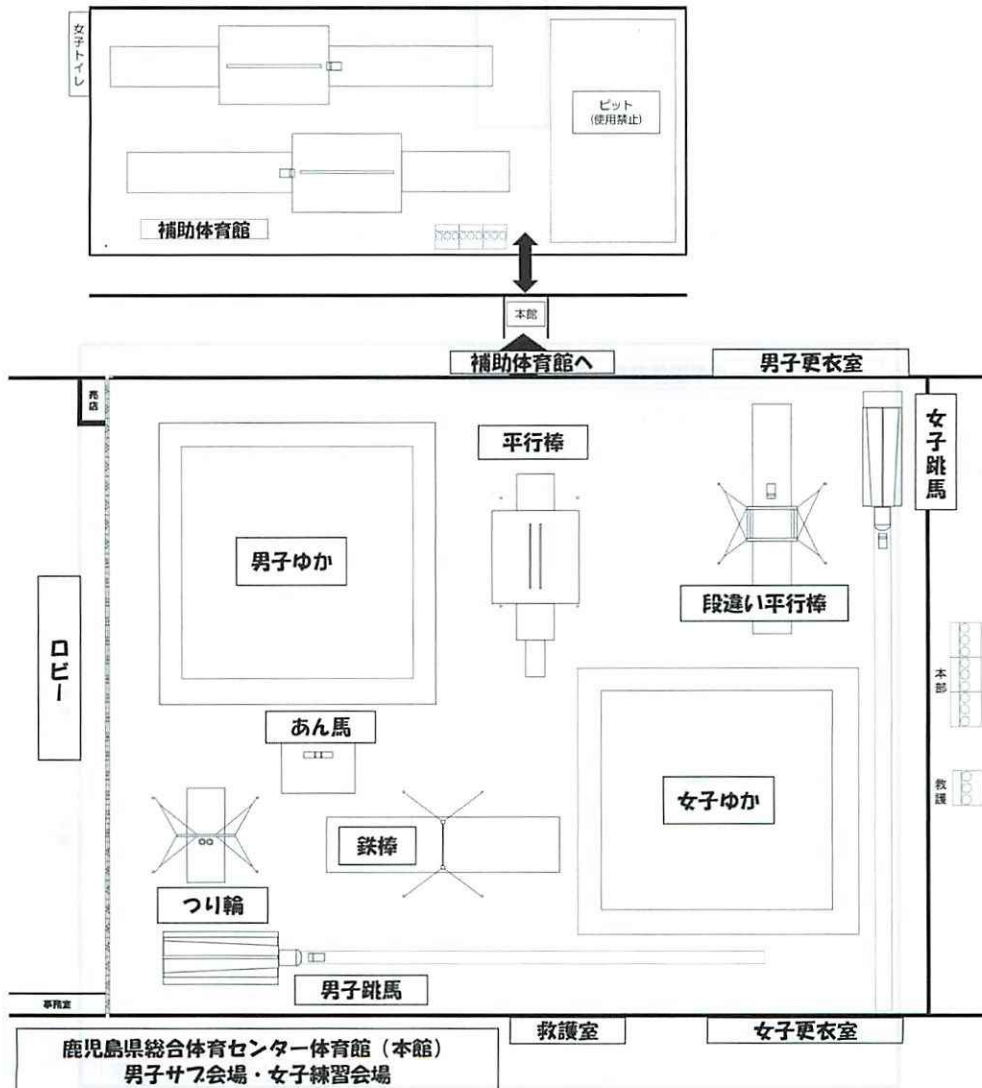 女子トイレ
ピット
(使用禁止)
補助体育館
本館
補助体育館へ
男子更衣室
売店
平行棒
女子跳馬
男子ゆか
段違い平行棒
ロビー
本部
あん馬
救護
女子ゆか
鉄棒
つり輪
男子跳馬
事務室
救護室
女子更衣室
鹿児島県総合体育センター体育館（本館）
男子サブ会場・女子練習会場